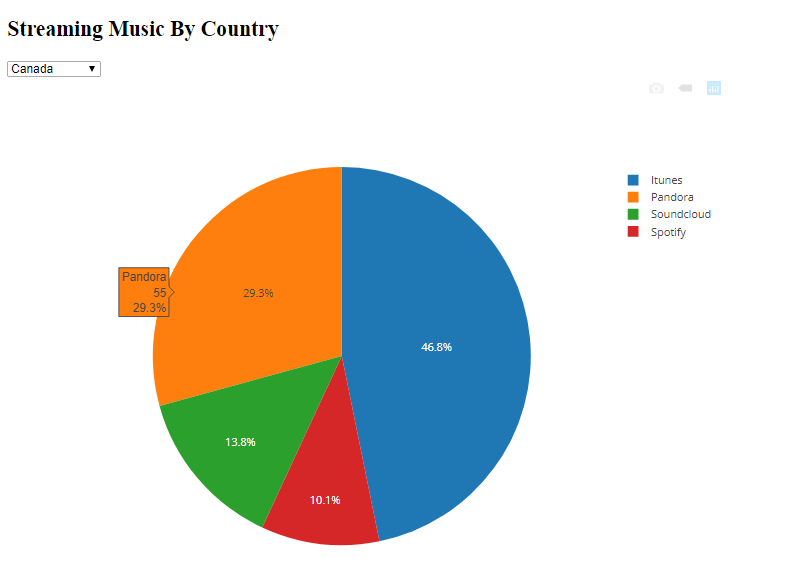 Streaming Music By Country
Canada
Itunes
Pandora
Soundcloud
Spotify
Pandora
55
29.3%
29.3%
46.8%
13.8%
10.1%